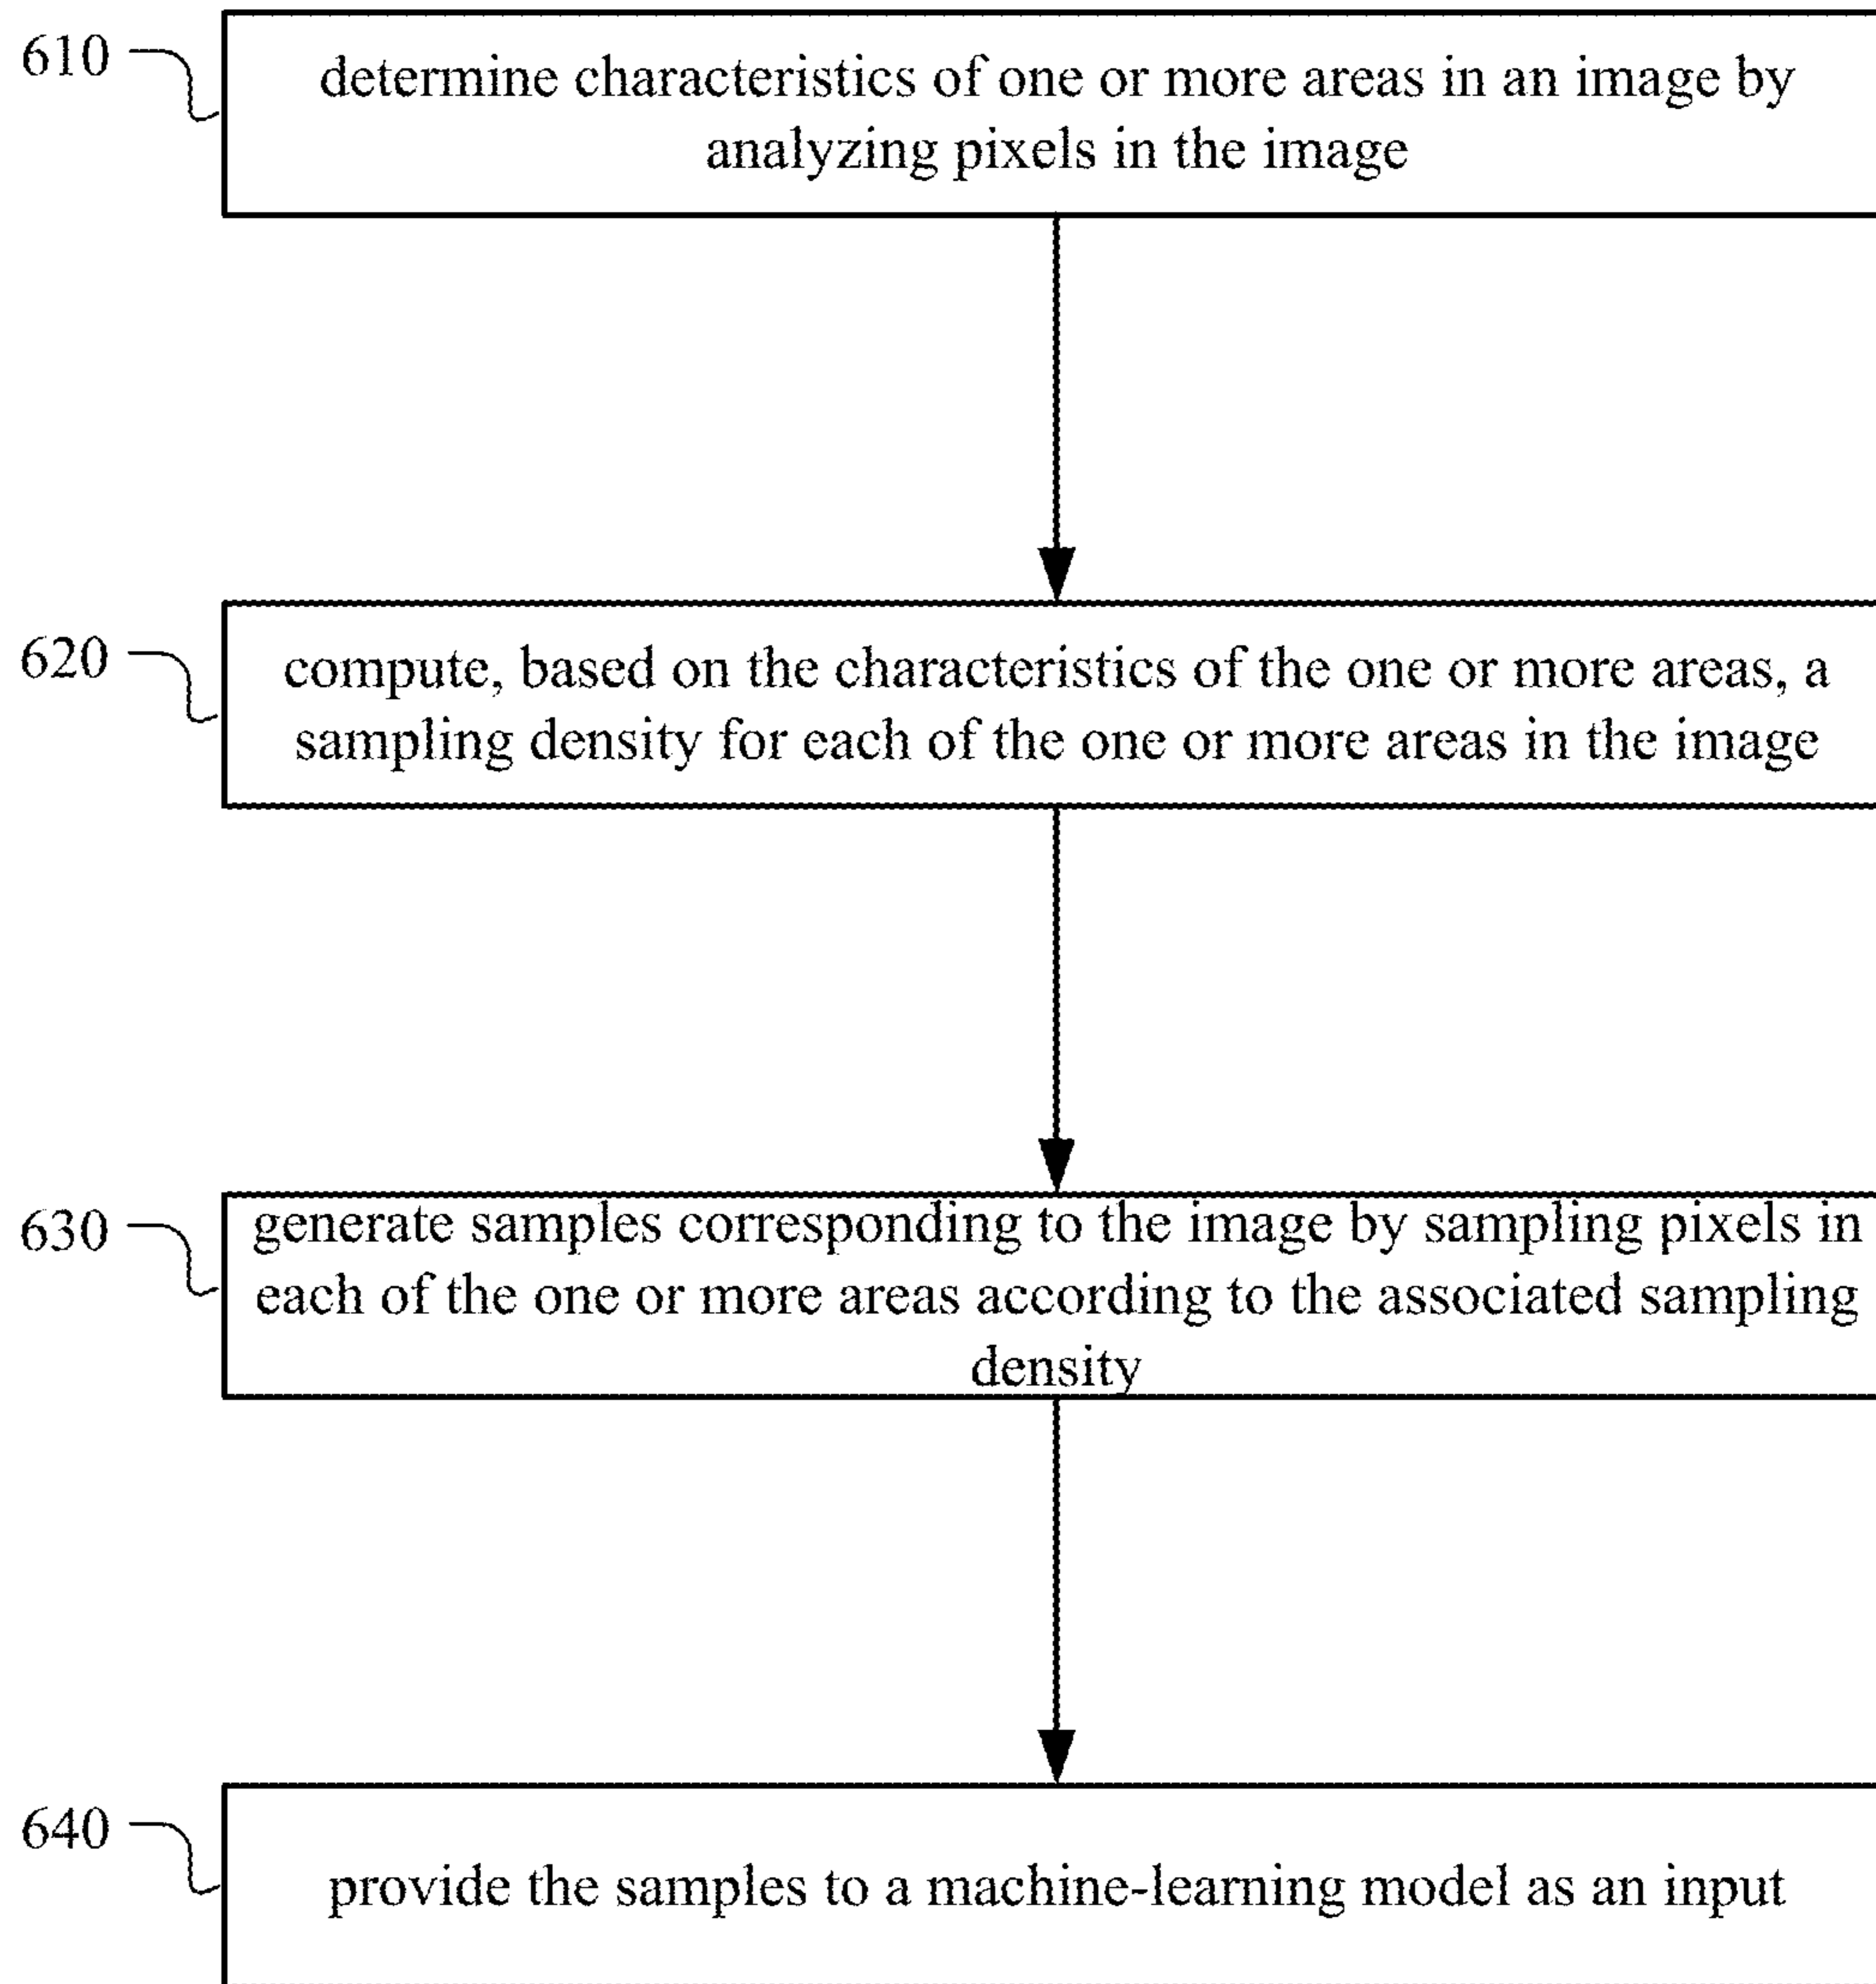 610
determine characteristics of one or more areas in an image by
analyzing pixels in the image
620
compute, based on the characteristics of the one or more areas, a
sampling density for each of the one or more areas in the image
630
generate samples corresponding to the image by sampling pixels in
each of the one or more areas according to the associated sampling
density
640
provide the samples to a machine-learning model as an input